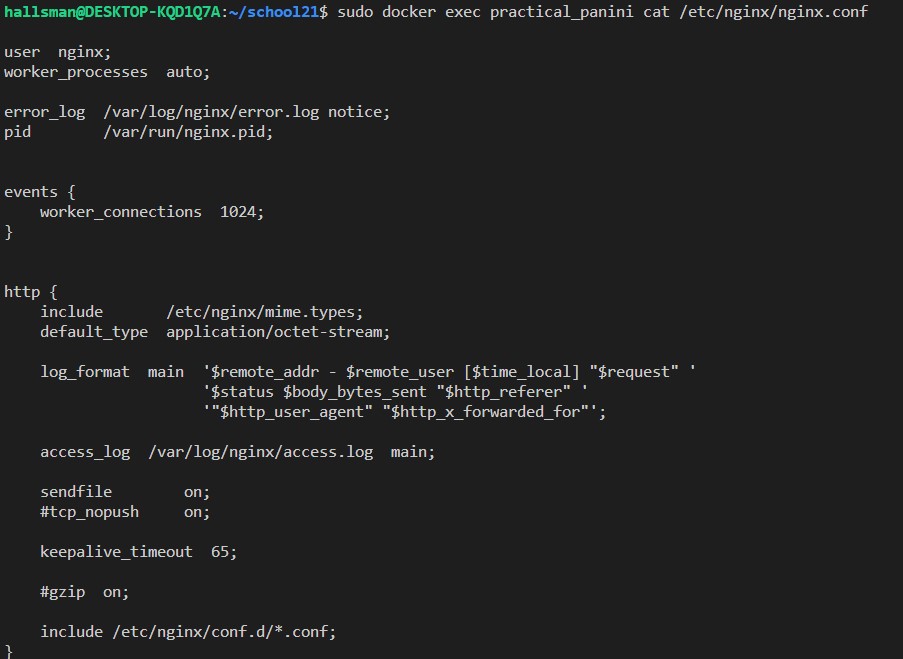 hallsman@DESKTOP-KQD1Q7A:~/school21$ sudo docker exec practical_panini cat /etc/nginx/nginx.conf
user  nginx;
worker_processes  auto;
error_log  /var/log/nginx/error.log notice;
pid        /var/run/nginx.pid;
events {
    worker_connections  1024;
}
http {
    include       /etc/nginx/mime.types;
    default_type  application/octet-stream;
    log_format  main  '$remote_addr - $remote_user [$time_local] "$request" '
                      '$status $body_bytes_sent "$http_referer" '
                      '"$http_user_agent" "$http_x_forwarded_for"';
    access_log  /var/log/nginx/access.log  main;
    sendfile        on;
    #tcp_nopush     on;
    keepalive_timeout  65;
    #gzip  on;
    include /etc/nginx/conf.d/*.conf;
}